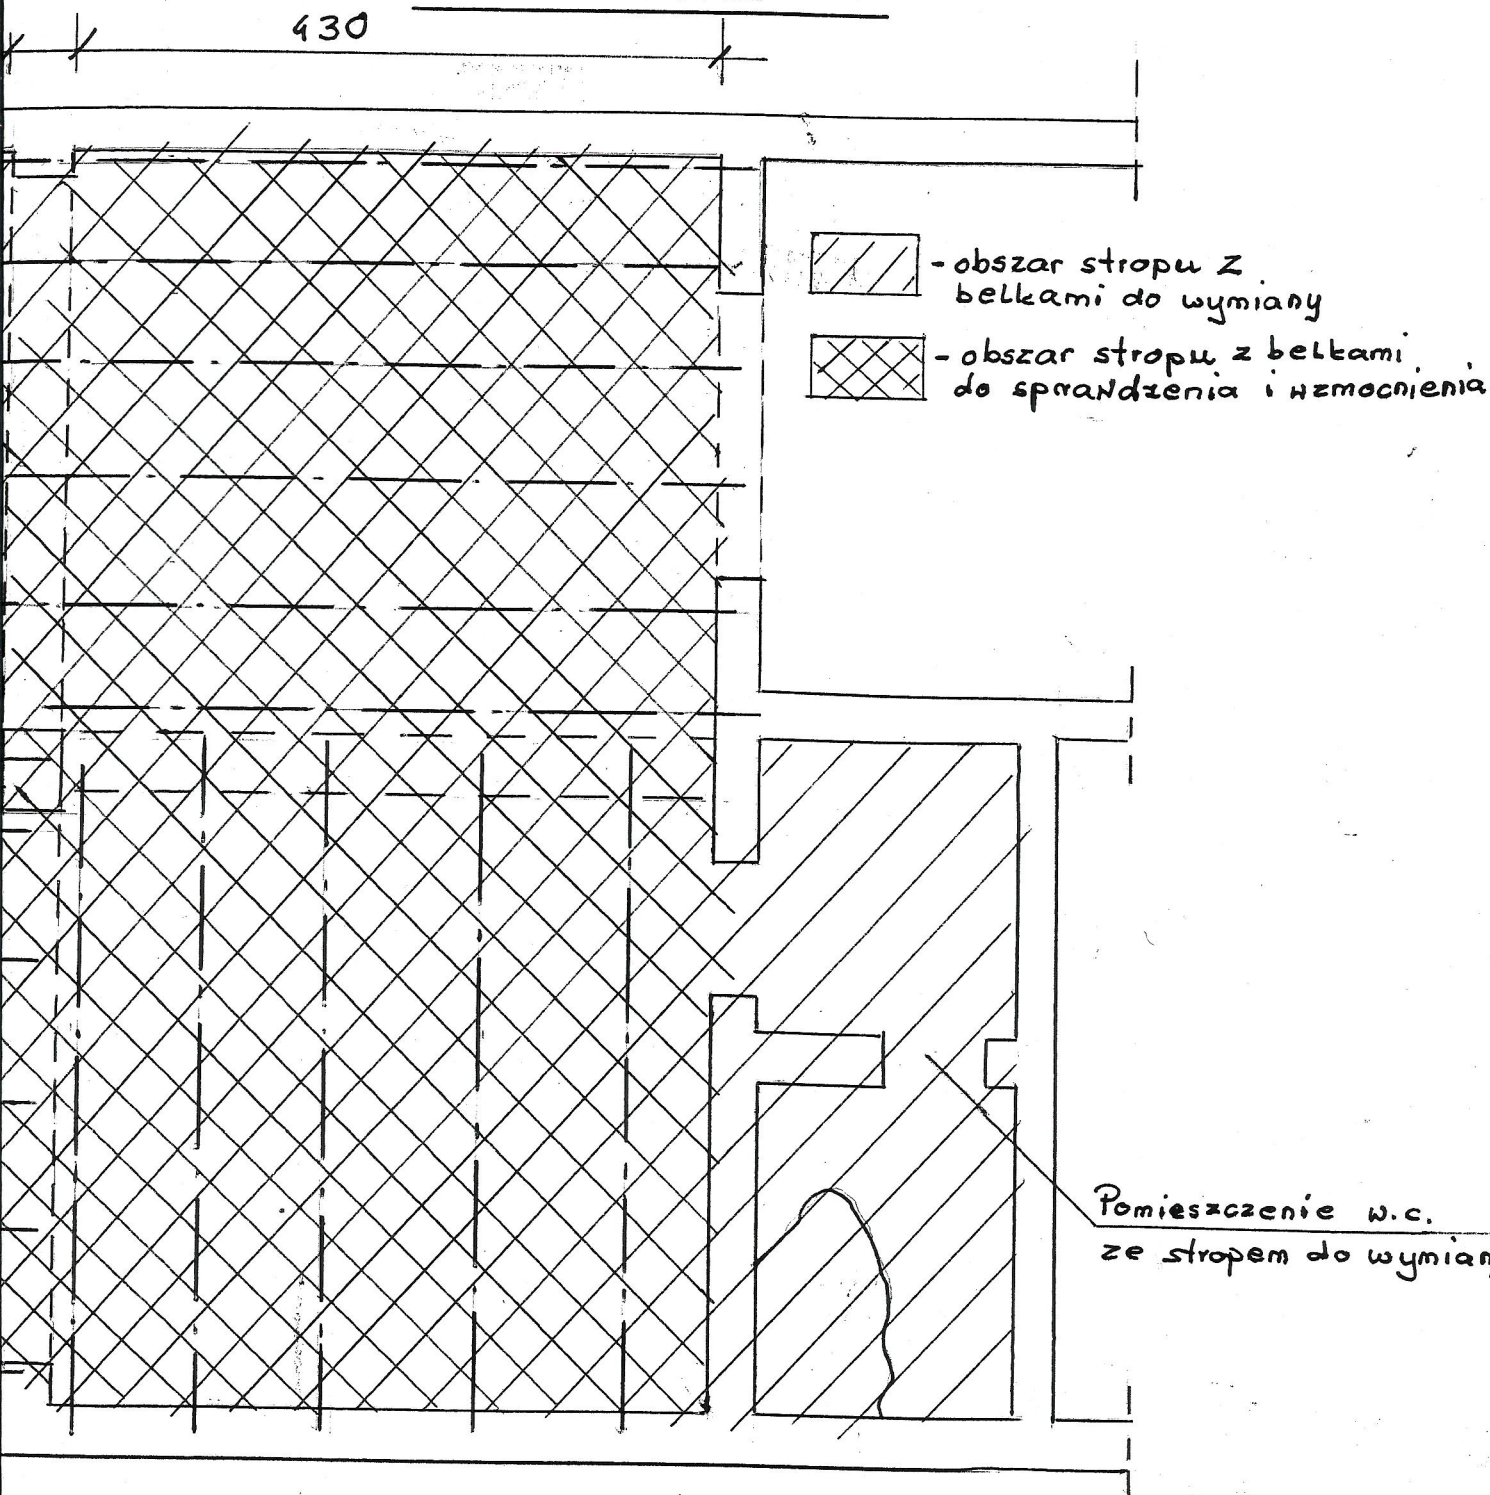 430
- obszar stropu z
belkami do wymiany
- obszar stropu z belkami
do sprawdzenia i wzmocnienia
Pomieszczenie w.c.
ze stropem do wymian